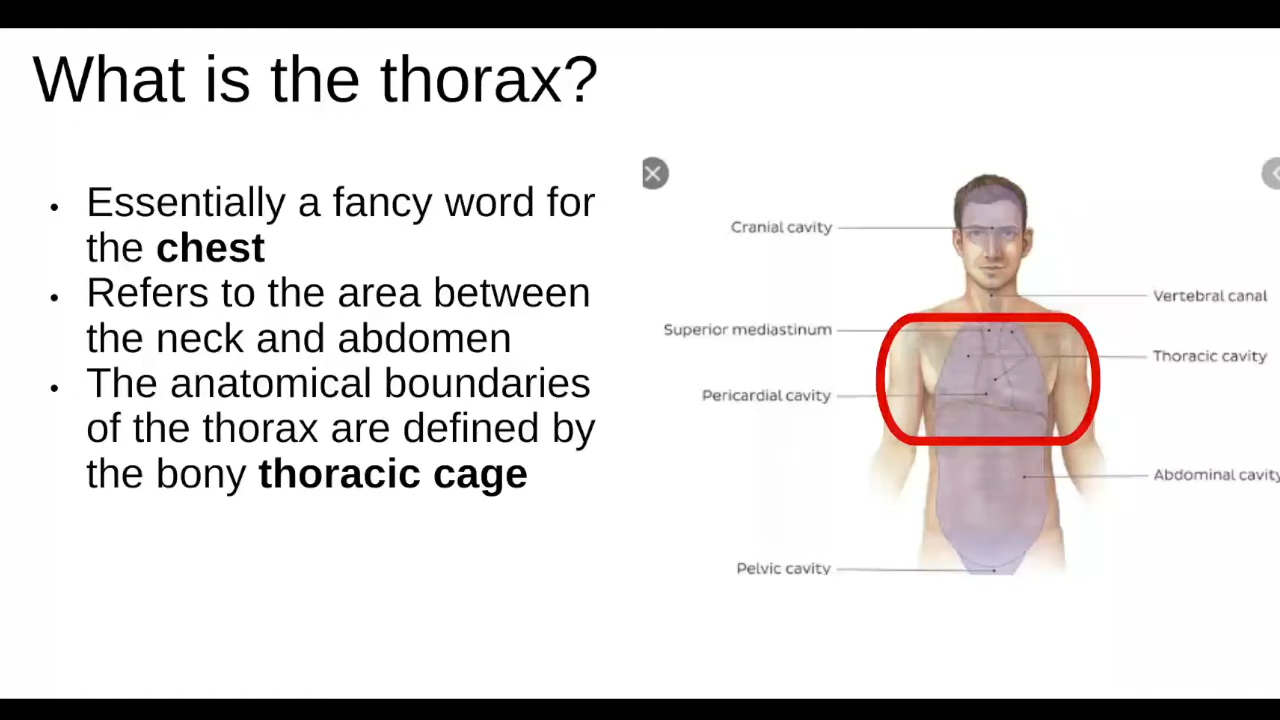 What is the thorax?
• Essentially a fancy word for
the chest
• Refers to the area between
the neck and abdomen
• The anatomical boundaries
of the thorax are defined by
the bony thoracic cage
Cranial cavity
Vertebral canal
Superior mediastinum
Thoracic cavity
Pericardial cavity
Abdominal cavity
Pelvic cavity